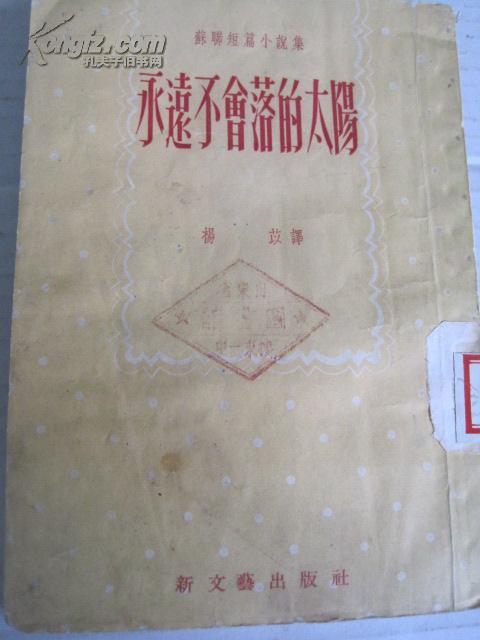 Kongfz.com
孔夫子旧书网
蘇聯短篇小說集
永遠不會落的太陽
楊苡譯
新文藝出版社